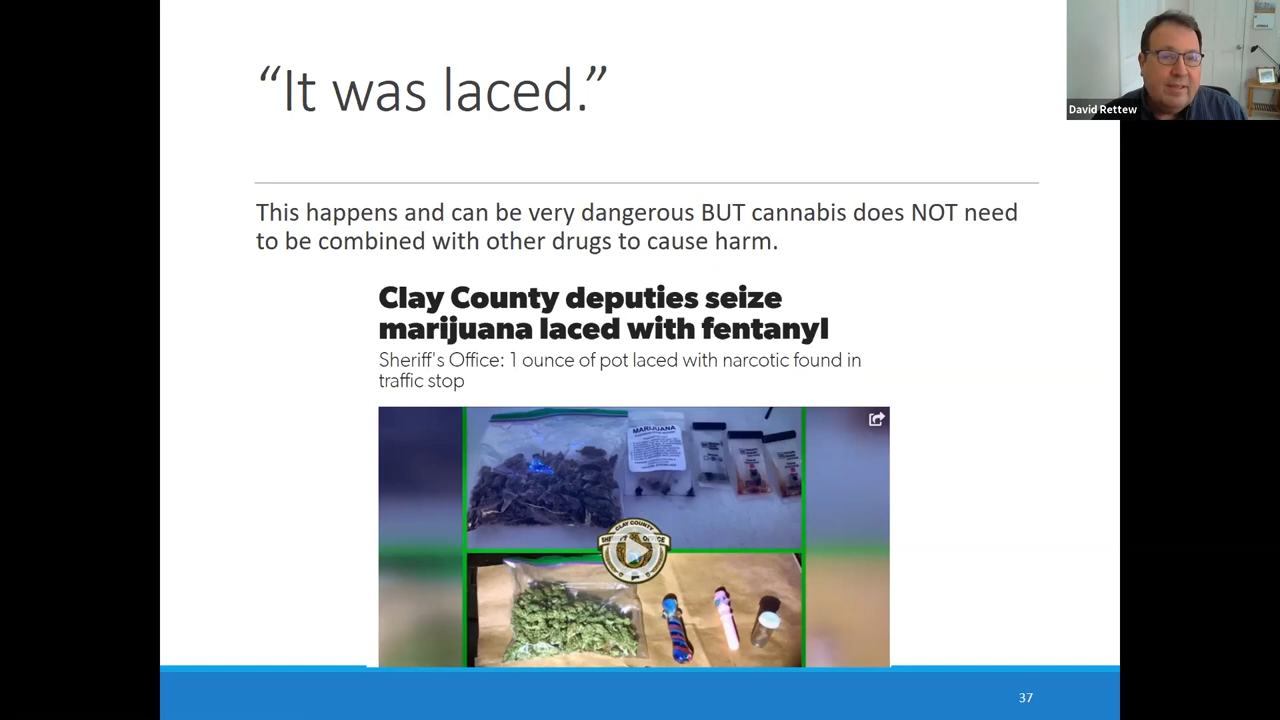 “It was laced.”
David Rettew
This happens and can be very dangerous BUT cannabis does NOT need
to be combined with other drugs to cause harm.
Clay County deputies seize
marijuana laced with fentanyl
Sheriff's Office: 1 ounce of pot laced with narcotic found in
traffic stop
MARIJUANA
CLAY COUNTY
37